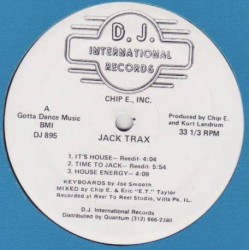 D.J.
INTERNATIONAL
RECORDS
CHIP E., INC.
A
Gotta Dance Music
BMI
DJ 895
Produced by Chip E.
and Kurt Landrum
33 1/3 RPM
JACK TRAX
1. IT'S HOUSE— Reedit 4:04
2. TIME TO JACK— Reedit 5:54
3. HOUSE ENERGY— 4:09
KEYBOARDS by Joe Smooth
MIXED by Chip E. & Eric "E.T." Taylor
Recorded at Reel To Reel Studio, Villa Pk, IL.
D.J. International Records
Distributed by Quantum (312) 666-2180